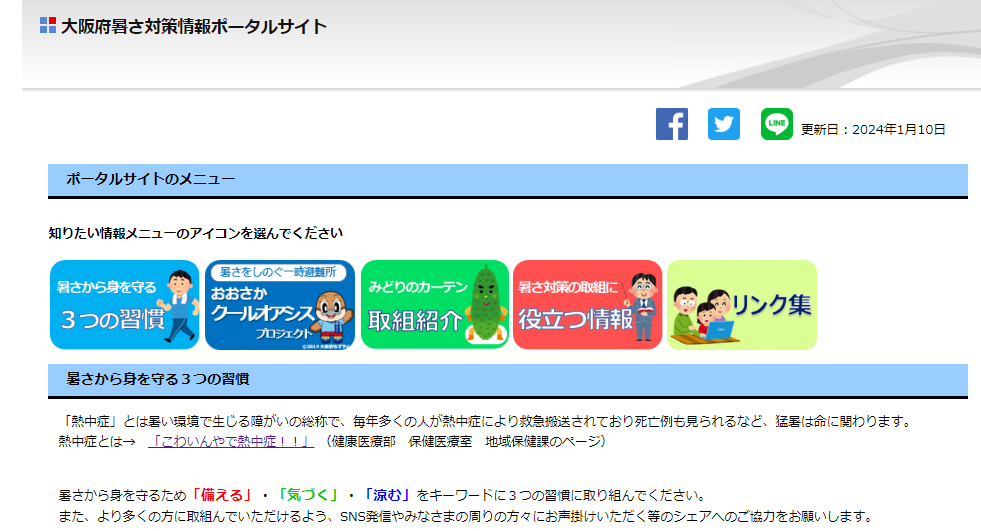 大阪府暑さ対策情報ポータルサイト
LINE
更新日：2024年1月10日
ポータルサイトのメニュー
知りたい情報メニューのアイコンを選んでください
暑さから身を守る
３つの習慣
暑さをしのぐ一時避難所
おおさか
クールオアシス
プロジェクト
©2014 大阪府もずやん
みどりのカーテン
取組紹介
暑さ対策の取組に
役立つ情報
リンク集
暑さから身を守る３つの習慣
「熱中症」とは暑い環境で生じる障がいの総称で、毎年多くの人が熱中症により救急搬送されており死亡例も見られるなど、猛暑は命に関わります。
熱中症とは→　「こわいんやで熱中症！！」（健康医療部　保健医療室　地域保健課のページ）
暑さから身を守るため「備える」・「気づく」・「涼む」をキーワードに３つの習慣に取り組んでください。
また、より多くの方に取組んでいただけるよう、SNS発信やみなさまの周りの方々にお声掛けいただく等のシェアへのご協力をお願いします。